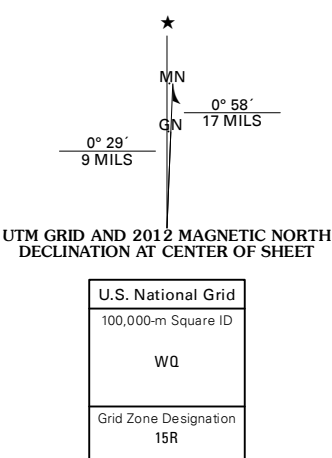 ★
MN
0° 58´
17 MILS
GN
0° 29´
9 MILS
UTM GRID AND 2012 MAGNETIC NORTH
DECLINATION AT CENTER OF SHEET
U.S. National Grid
100,000-m Square ID
WQ
Grid Zone Designation
15R